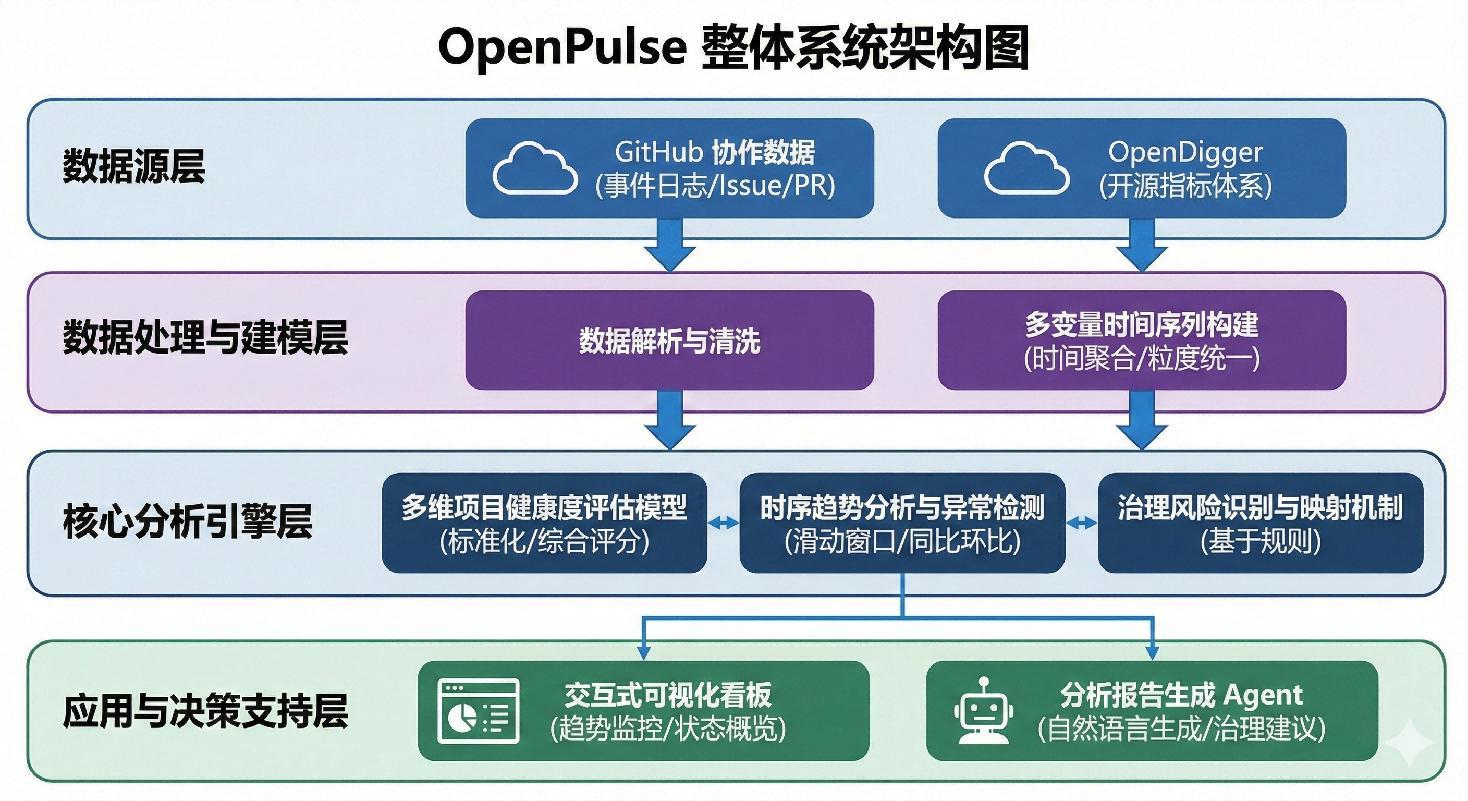 OpenPulse 整体系统架构图
数据源层
GitHub 协作数据
(事件日志/Issue/PR)
OpenDigger
(开源指标体系)
数据处理与建模层
数据解析与清洗
多变量时间序列构建
(时间聚合/粒度统一)
核心分析引擎层
多维项目健康度评估模型
(标准化/综合评分)
时序趋势分析与异常检测
(滑动窗口/同比环比)
治理风险识别与映射机制
(基于规则)
应用与决策支持层
交互式可视化看板
(趋势监控/状态概览)
分析报告生成 Agent
(自然语言生成/治理建议)